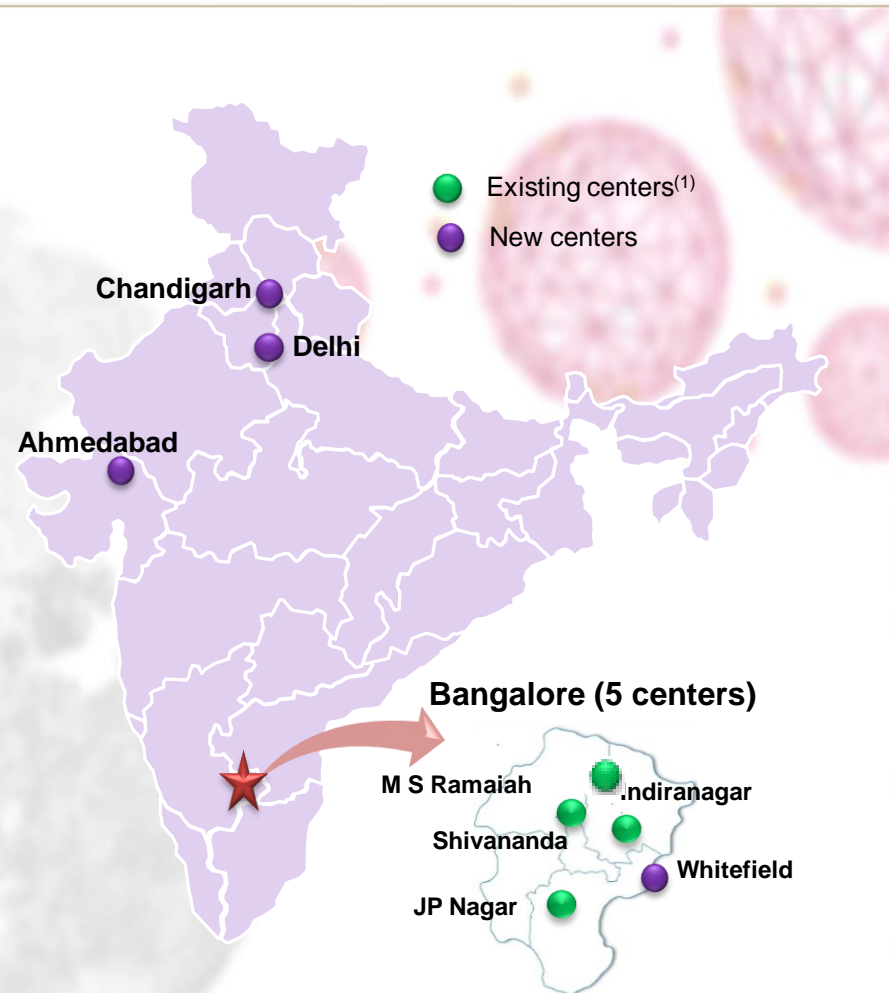 Existing centers(1)
New centers
Chandigarh
Delhi
Ahmedabad
Bangalore (5 centers)
M S Ramaiah
Indiranagar
Shivananda
Whitefield
JP Nagar